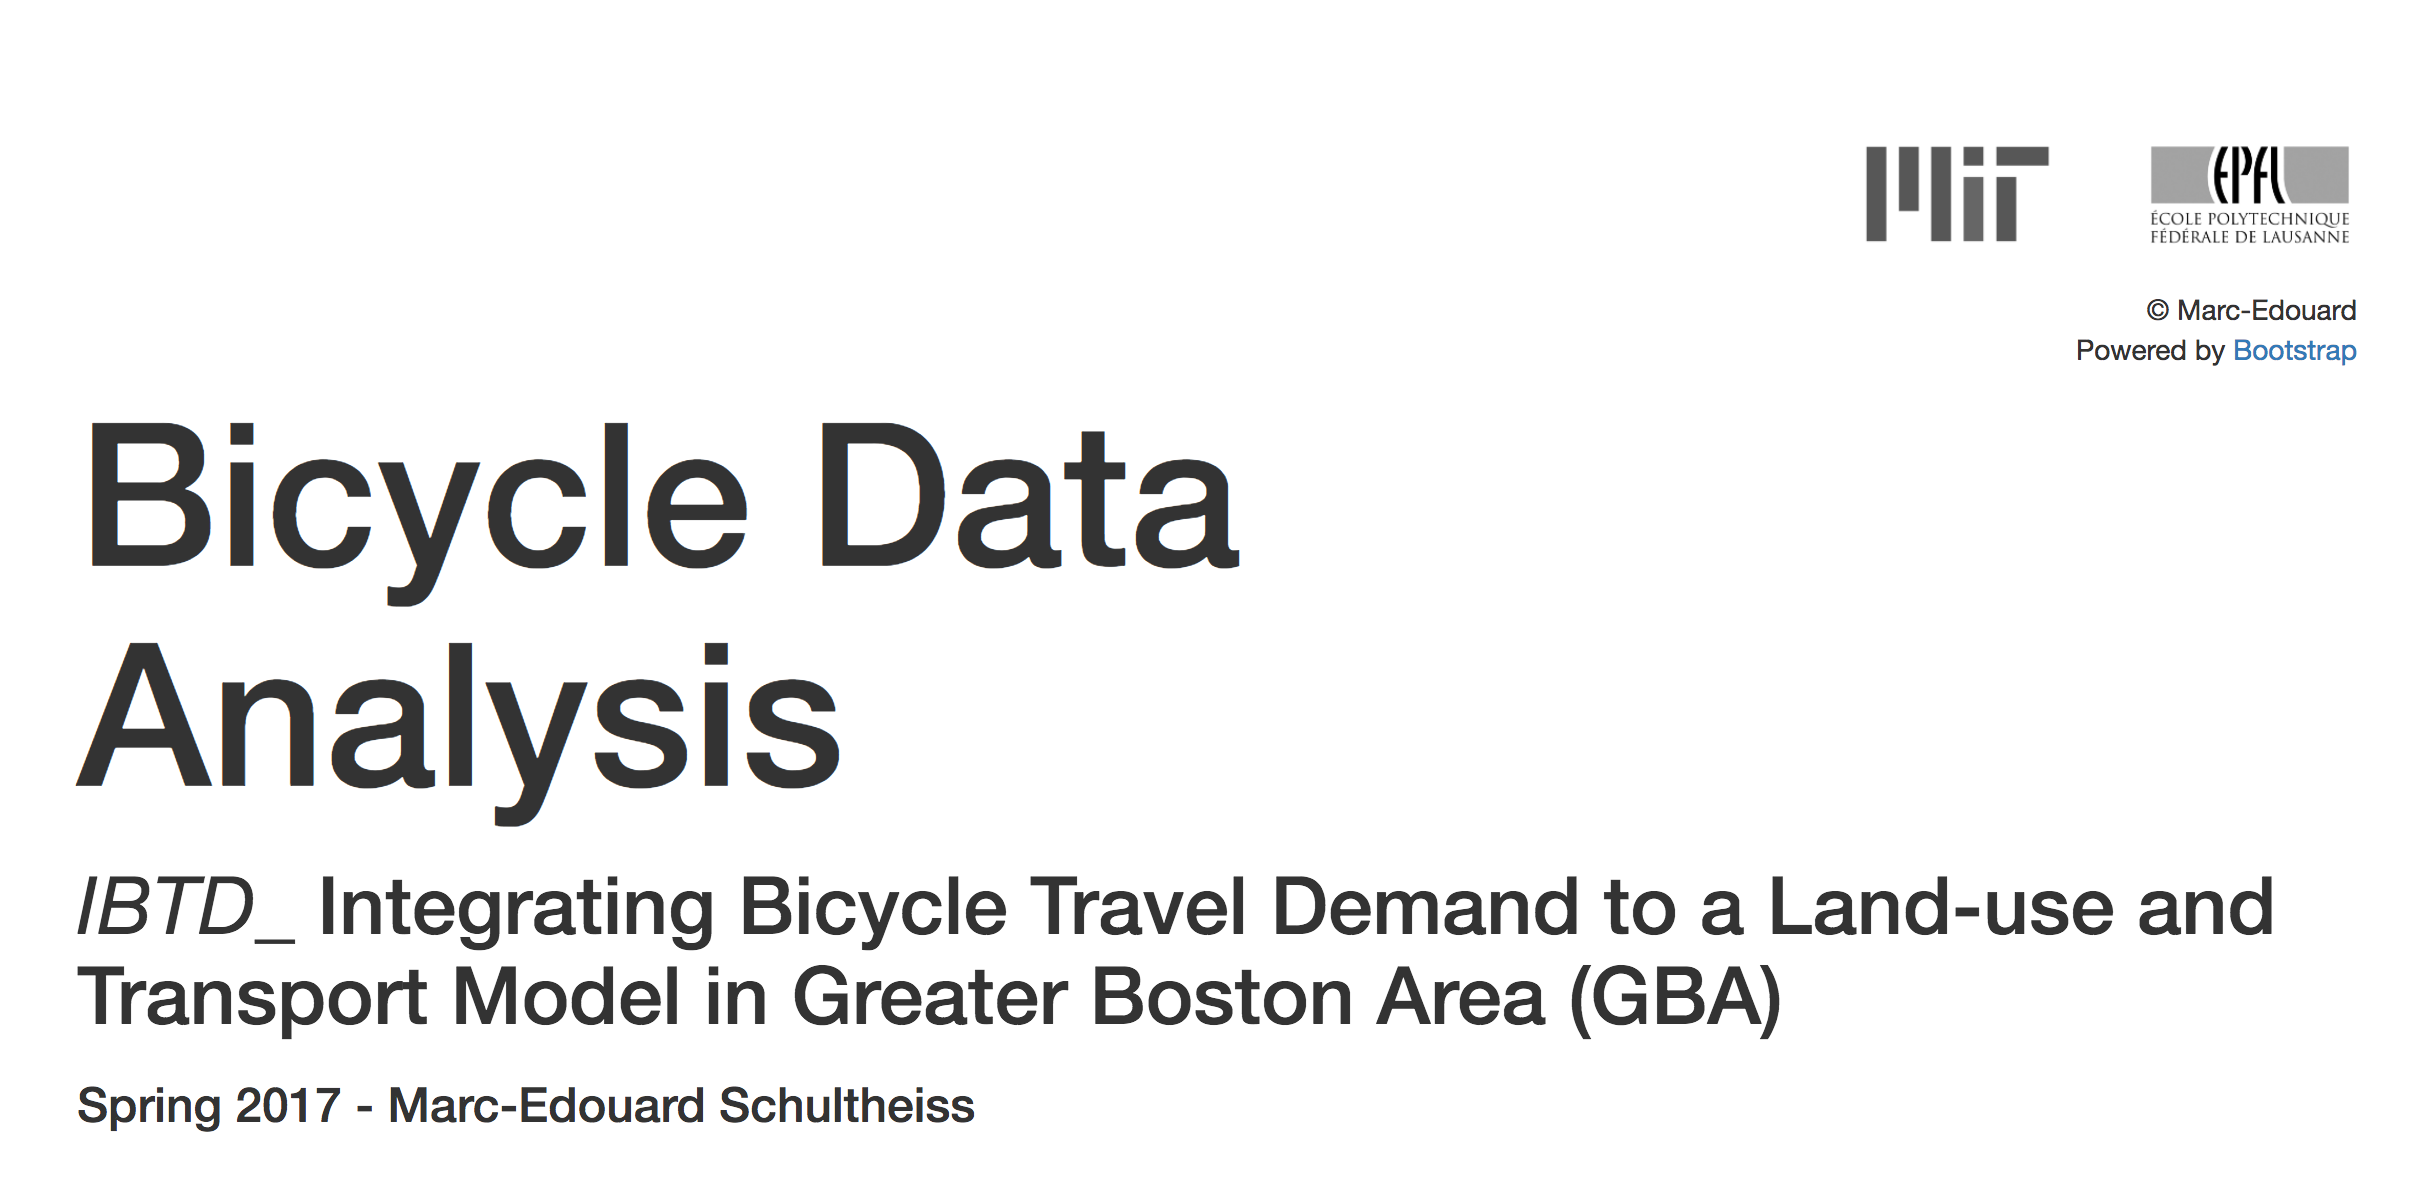 MIT
EPFL
ÉCOLE POLYTECHNIQUE
FÉDÉRALE DE LAUSANNE
© Marc-Edouard
Powered by Bootstrap
Bicycle Data
Analysis
IBTD_ Integrating Bicycle Travel Demand to a Land-use and
Transport Model in Greater Boston Area (GBA)
Spring 2017 - Marc-Edouard Schultheiss